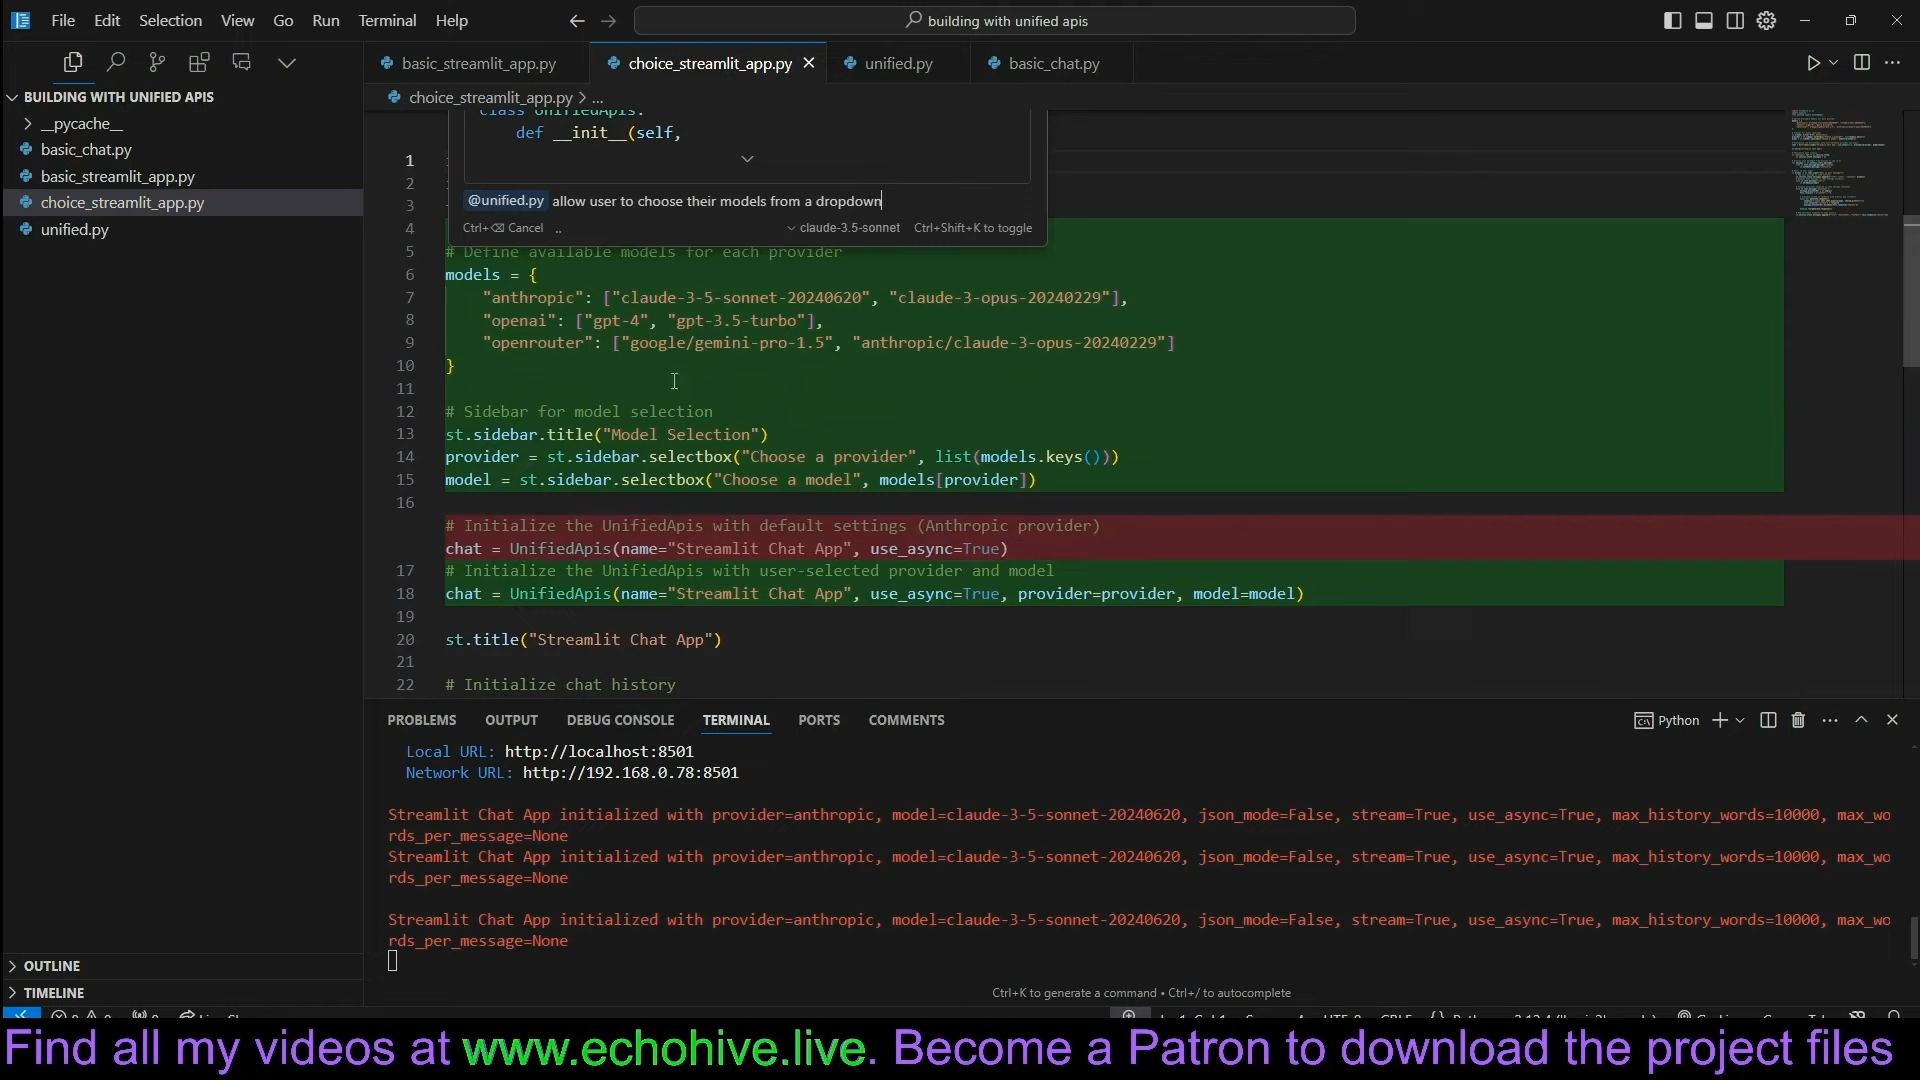 File Edit Selection View Go Run Terminal Help
building with unified apis
basic_streamlit_app.py
choice_streamlit_app.py
unified.py
basic_chat.py
BUILDING WITH UNIFIED APIS
__pycache__
basic_chat.py
basic_streamlit_app.py
choice_streamlit_app.py
unified.py
OUTLINE
TIMELINE
choice_streamlit_app.py > ...
class UnifiedApis:
def __init__(self,
@unified.py allow user to choose their models from a dropdown
Ctrl+⌫ Cancel ..
claude-3.5-sonnet Ctrl+Shift+K to toggle
1
2
3
4
5 # Define available models for each provider
6 models = {
7 "anthropic": ["claude-3-5-sonnet-20240620", "claude-3-opus-20240229"],
8 "openai": ["gpt-4", "gpt-3.5-turbo"],
9 "openrouter": ["google/gemini-pro-1.5", "anthropic/claude-3-opus-20240229"]
10 }
11
12 # Sidebar for model selection
13 st.sidebar.title("Model Selection")
14 provider = st.sidebar.selectbox("Choose a provider", list(models.keys()))
15 model = st.sidebar.selectbox("Choose a model", models[provider])
16
# Initialize the UnifiedApis with default settings (Anthropic provider)
chat = UnifiedApis(name="Streamlit Chat App", use_async=True)
17 # Initialize the UnifiedApis with user-selected provider and model
18 chat = UnifiedApis(name="Streamlit Chat App", use_async=True, provider=provider, model=model)
19
20 st.title("Streamlit Chat App")
21
22 # Initialize chat history
PROBLEMS OUTPUT DEBUG CONSOLE TERMINAL PORTS COMMENTS
Python
Local URL: http://localhost:8501
Network URL: http://192.168.0.78:8501
Streamlit Chat App initialized with provider=anthropic, model=claude-3-5-sonnet-20240620, json_mode=False, stream=True, use_async=True, max_history_words=10000, max_wo
rds_per_message=None
Streamlit Chat App initialized with provider=anthropic, model=claude-3-5-sonnet-20240620, json_mode=False, stream=True, use_async=True, max_history_words=10000, max_wo
rds_per_message=None
Streamlit Chat App initialized with provider=anthropic, model=claude-3-5-sonnet-20240620, json_mode=False, stream=True, use_async=True, max_history_words=10000, max_wo
rds_per_message=None
Ctrl+K to generate a command • Ctrl+/ to autocomplete
Find all my videos at www.echohive.live. Become a Patron to download the project files